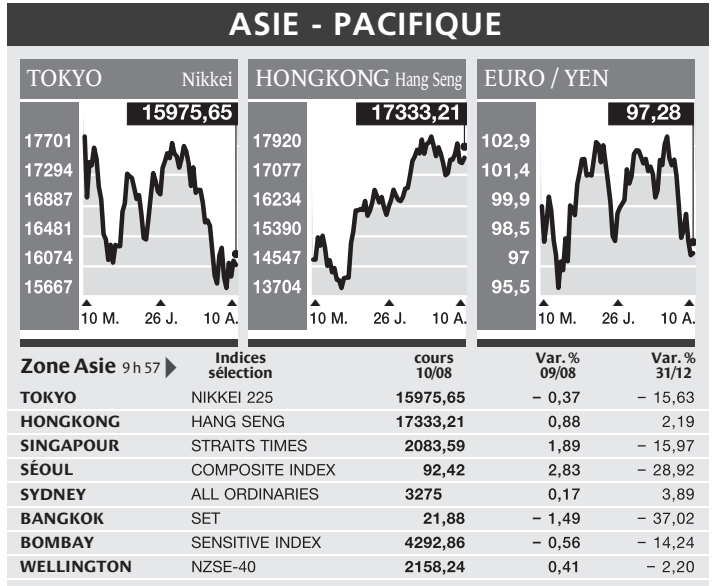 ASIE - PACIFIQUE
TOKYO Nikkei
15975,65
17701
17294
16887
16481
16074
15667
10 M. 26 J. 10 A.
HONGKONG Hang Seng
17333,21
17920
17077
16234
15390
14547
13704
10 M. 26 J. 10 A.
EURO / YEN
97,28
102,9
101,4
99,9
98,5
97
95,5
10 M. 26 J. 10 A.
Zone Asie 9 h 57 Indices sélection cours 10/08 Var. % 09/08 Var. % 31/12
TOKYO NIKKEI 225 15975,65 – 0,37 – 15,63
HONGKONG HANG SENG 17333,21 0,88 2,19
SINGAPOUR STRAITS TIMES 2083,59 1,89 – 15,97
SÉOUL COMPOSITE INDEX 92,42 2,83 – 28,92
SYDNEY ALL ORDINARIES 3275 0,17 3,89
BANGKOK SET 21,88 – 1,49 – 37,02
BOMBAY SENSITIVE INDEX 4292,86 – 0,56 – 14,24
WELLINGTON NZSE-40 2158,24 0,41 – 2,20